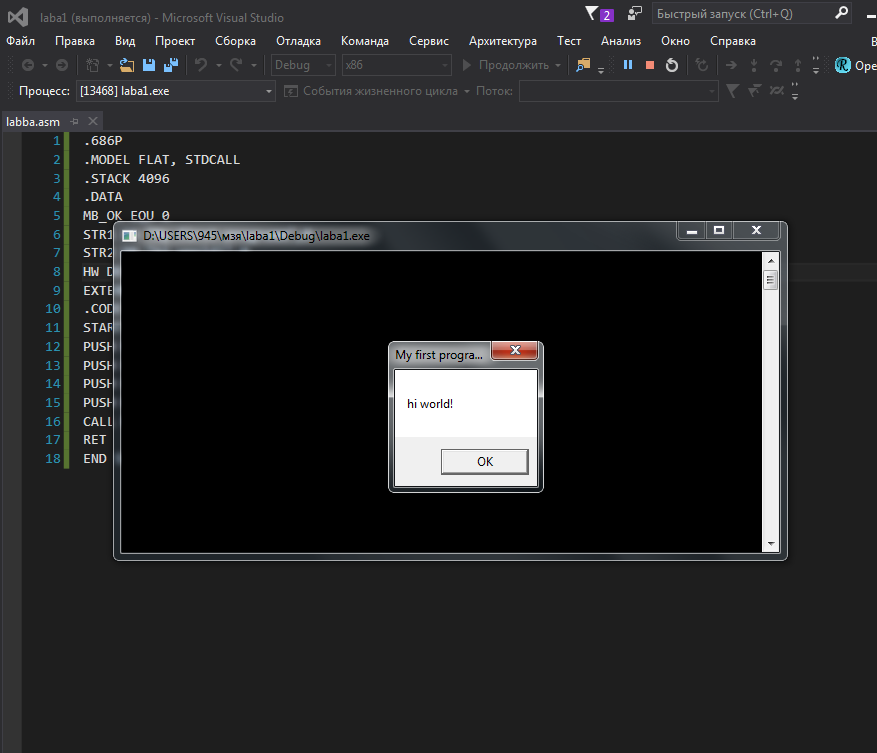 laba1 (выполняется) - Microsoft Visual Studio
2
Быстрый запуск (Ctrl+Q)
Файл Правка Вид Проект Сборка Отладка Команда Сервис Архитектура Тест Анализ Окно Справка
Debug x86 Продолжить
Процесс: [13468] laba1.exe События жизненного цикла Поток:
labba.asm
1 .686P
2 .MODEL FLAT, STDCALL
3 .STACK 4096
4 .DATA
5 MB_OK EQU 0
6 STR1
7 STR2
8 HW D
9 EXTE
10 .COD
11 STAR
12 PUSH
13 PUSH
14 PUSH
15 PUSH
16 CALL
17 RET
18 END
D:\USERS\945\мзя\laba1\Debug\laba1.exe
My first progra...
hi world!
OK